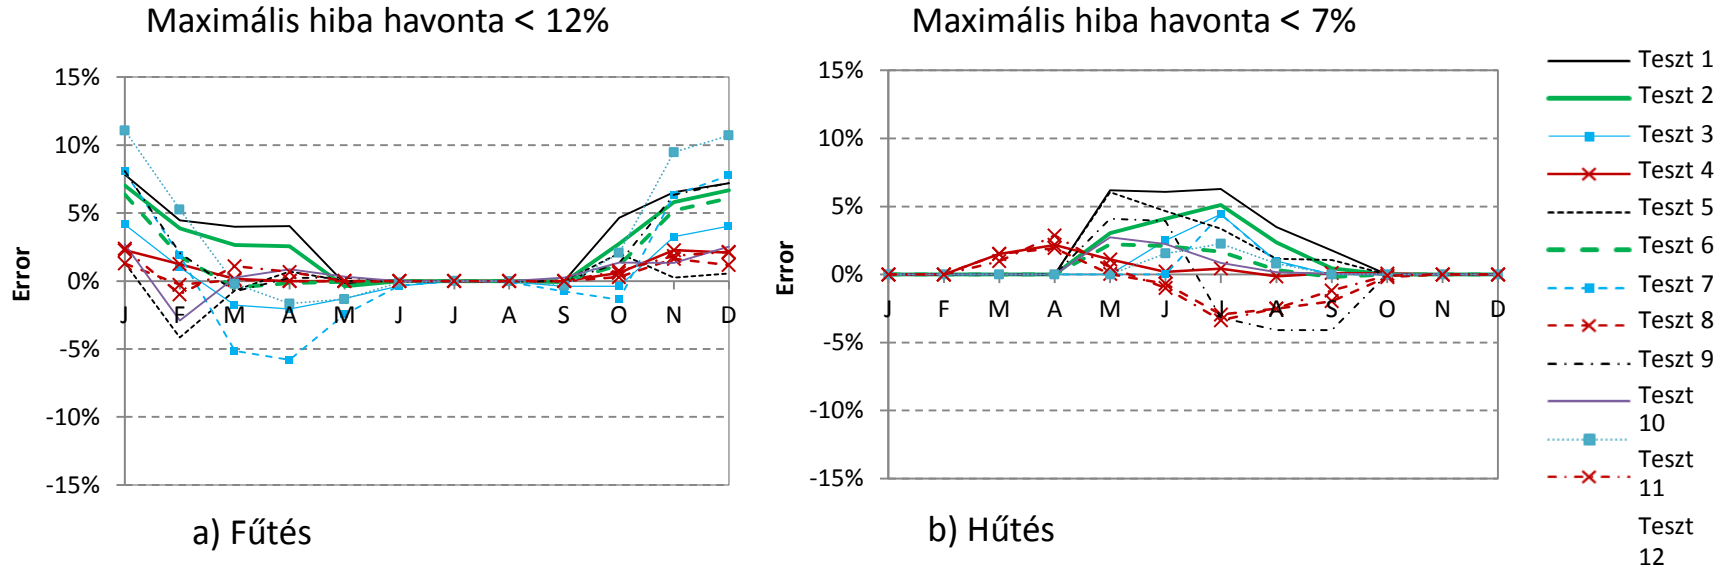 Maximális hiba havonta < 12%
15%
10%
5%
0%
-5%
-10%
-15%
Error
J F M A M J J A S O N D
a) Fűtés
Maximális hiba havonta < 7%
15%
10%
5%
0%
-5%
-10%
-15%
Error
J F M A M J J A S O N D
b) Hűtés
Teszt 1
Teszt 2
Teszt 3
Teszt 4
Teszt 5
Teszt 6
Teszt 7
Teszt 8
Teszt 9
Teszt
10
Teszt
11
Teszt
12